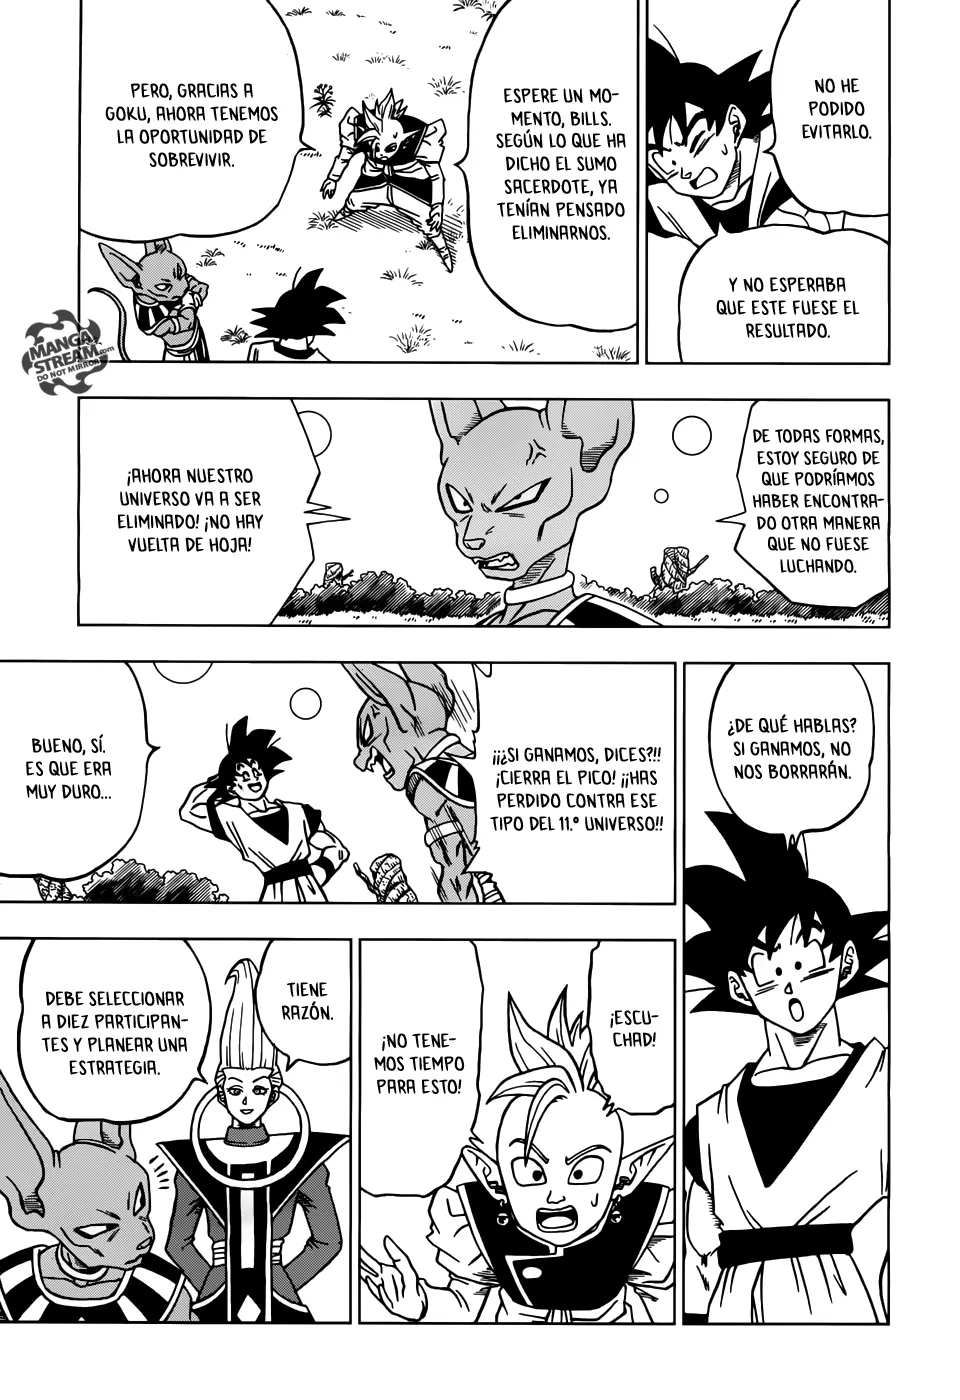 NO HE
PODIDO
EVITARLO.
Y NO ESPERABA
QUE ESTE FUESE EL
RESULTADO.
ESPERE UN MO-
MENTO, BILLS.
SEGÚN LO QUE HA
DICHO EL SUMO
SACERDOTE, YA
TENÍAN PENSADO
ELIMINARNOS.
PERO, GRACIAS A
GOKU, AHORA TENEMOS
LA OPORTUNIDAD DE
SOBREVIVIR.
MANGA
STREAM.com
DO NOT MIRROR
DE TODAS FORMAS,
ESTOY SEGURO DE
QUE PODRÍAMOS
HABER ENCONTRA-
DO OTRA MANERA
QUE NO FUESE
LUCHANDO.
¡AHORA NUESTRO
UNIVERSO VA A SER
ELIMINADO! ¡NO HAY
VUELTA DE HOJA!
¿DE QUÉ HABLAS?
SI GANAMOS, NO
NOS BORRARÁN.
¡¡¡SI GANAMOS, DICES?!!
¡CIERRA EL PICO! ¡¡HAS
PERDIDO CONTRA ESE
TIPO DEL 11.º UNIVERSO!!
BUENO, SÍ.
ES QUE ERA
MUY DURO...
¡ESCU-
CHAD!
¡NO TENE-
MOS TIEMPO
PARA ESTO!
TIENE
RAZÓN.
DEBE SELECCIONAR
A DIEZ PARTICIPAN-
TES Y PLANEAR UNA
ESTRATEGIA.